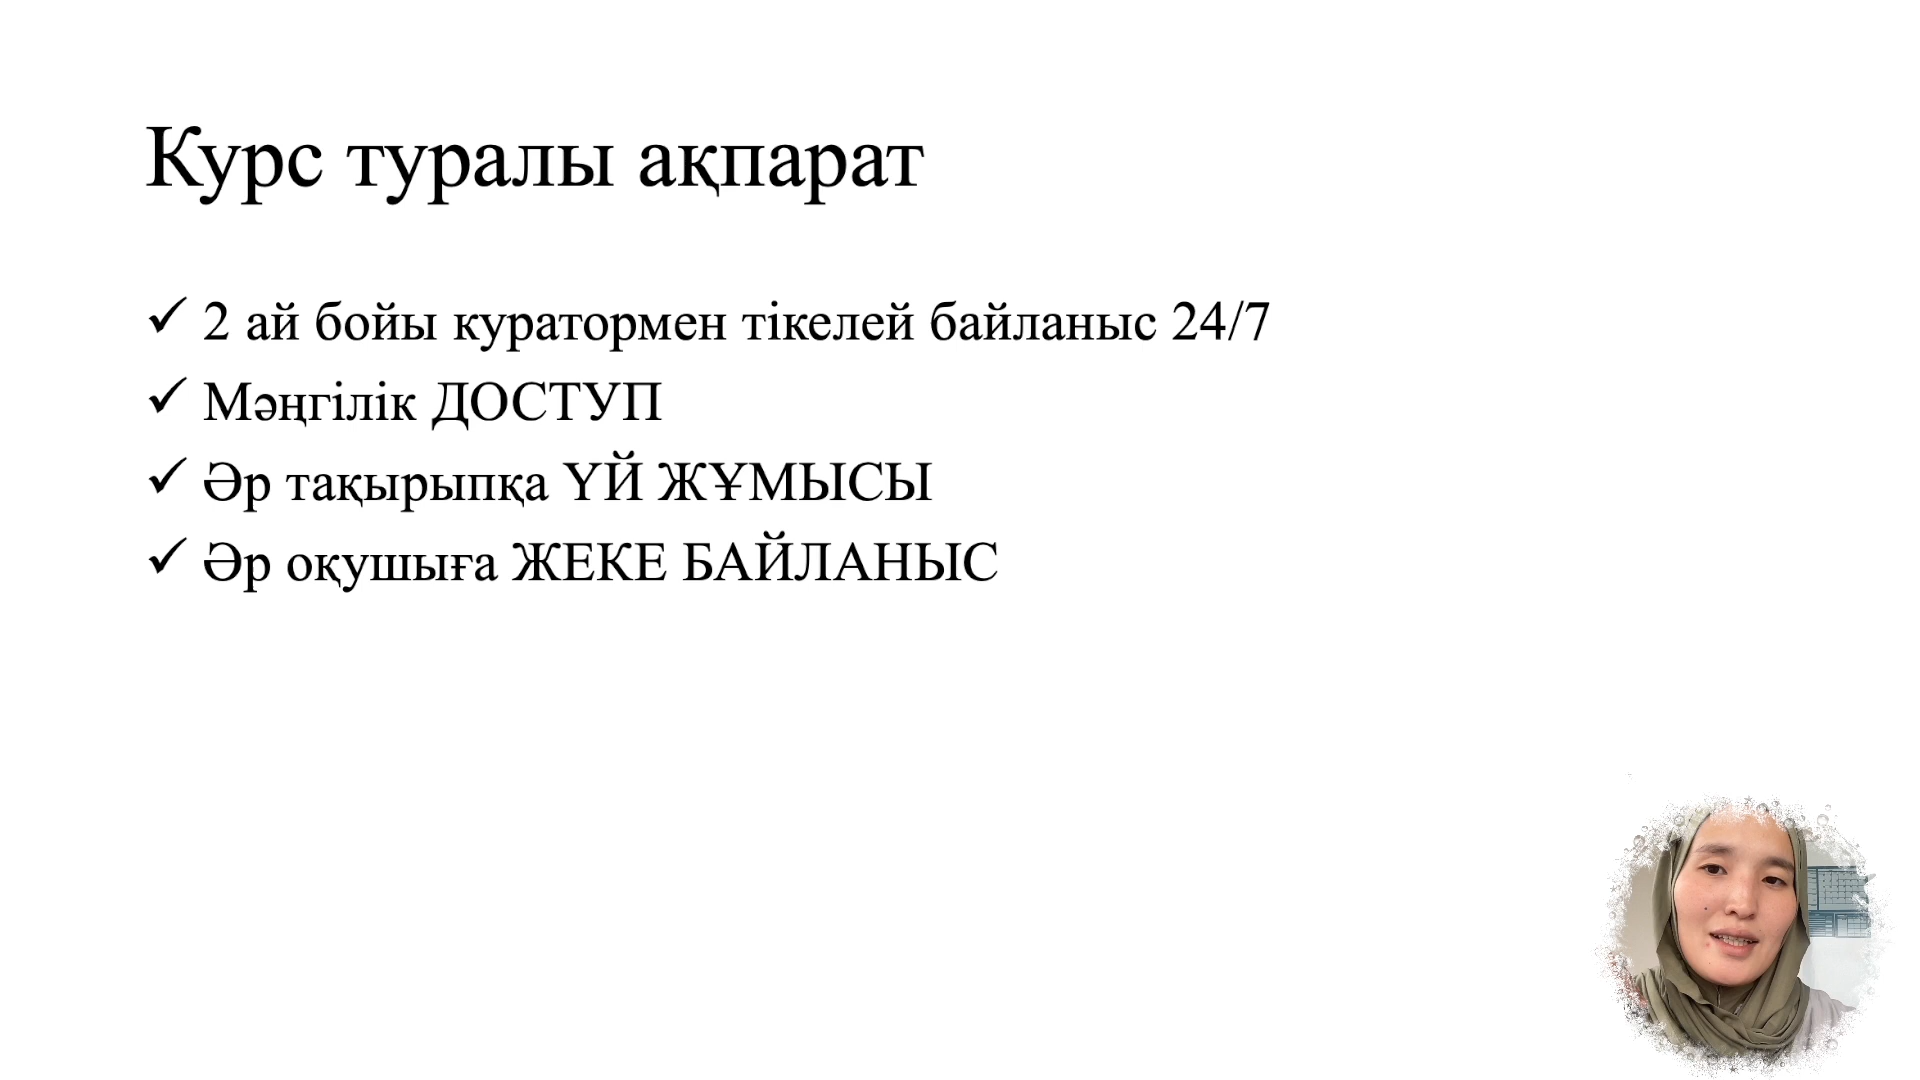 Курс туралы ақпарат
✓ 2 ай бойы куратормен тікелей байланыс 24/7
✓ Мәңгілік ДОСТУП
✓ Әр тақырыпқа ҮЙ ЖҰМЫСЫ
✓ Әр оқушыға ЖЕКЕ БАЙЛАНЫС